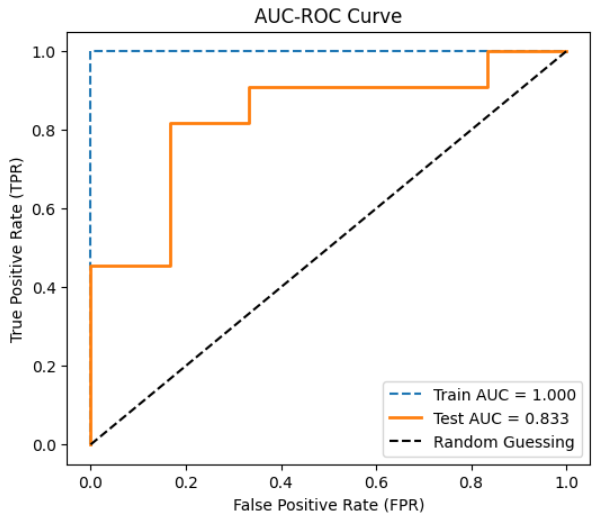 AUC-ROC Curve
True Positive Rate (TPR)
1.0
0.8
0.6
0.4
0.2
0.0
Train AUC = 1.000
Test AUC = 0.833
Random Guessing
0.0 0.2 0.4 0.6 0.8 1.0
False Positive Rate (FPR)